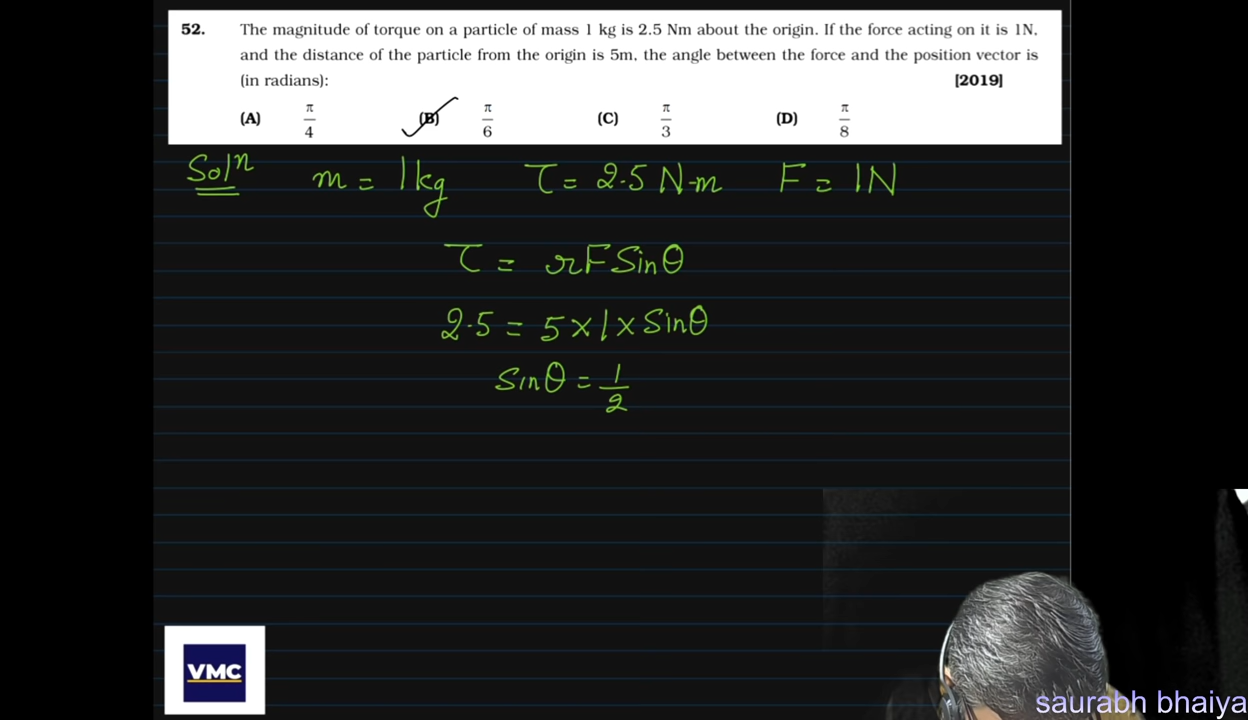 52. The magnitude of torque on a particle of mass 1 kg is 2.5 Nm about the origin. If the force acting on it is 1N,
and the distance of the particle from the origin is 5m, the angle between the force and the position vector is
(in radians): [2019]
(A) π/4 (B) π/6 (C) π/3 (D) π/8
Solⁿ m = 1kg τ = 2.5 N-m F = 1N
τ = rF Sinθ
2.5 = 5 × 1 × Sinθ
Sinθ = 1/2
VMC
saurabh bhaiya